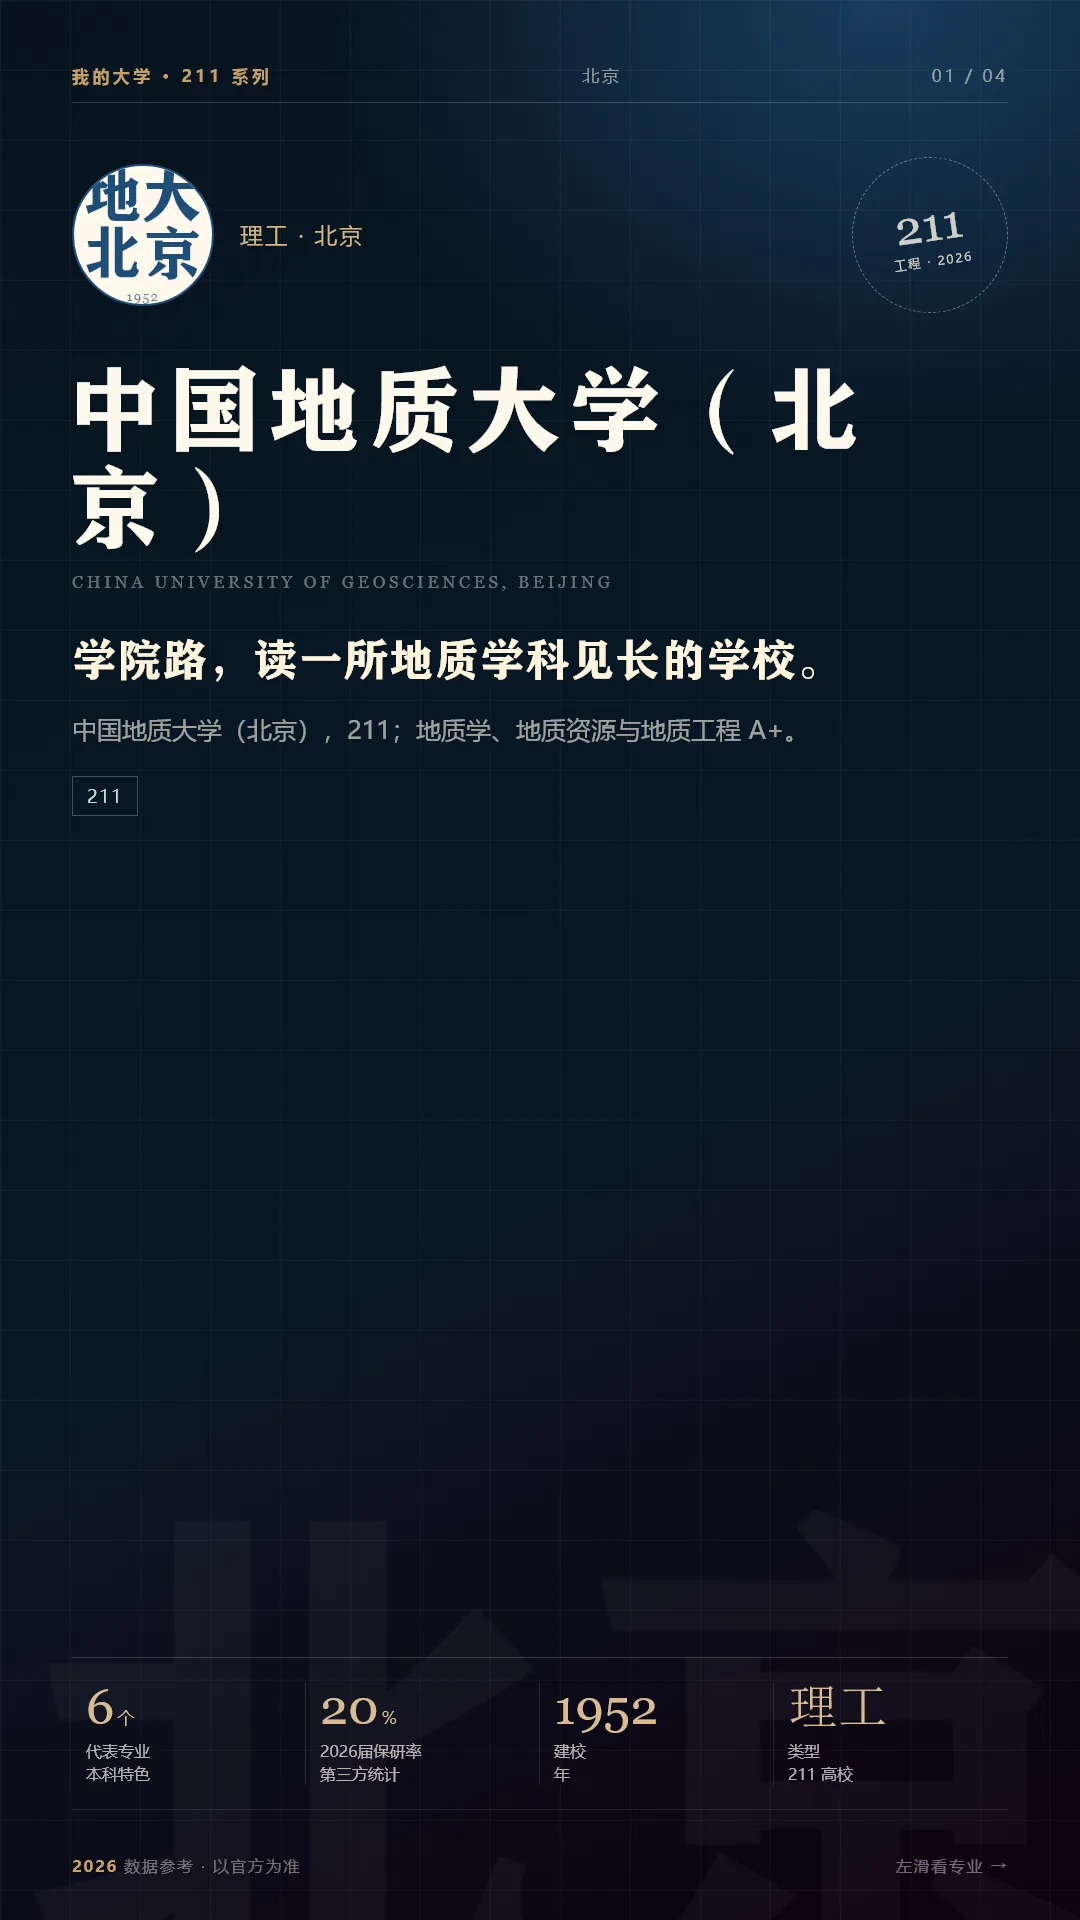 我的大学 · 211 系列
北京
01 / 04
地大
北京
1952
理工 · 北京
211
工程 · 2026
中国地质大学（北
京）
CHINA UNIVERSITY OF GEOSCIENCES, BEIJING
学院路，读一所地质学科见长的学校。
中国地质大学（北京），211；地质学、地质资源与地质工程 A+。
211
北京
6个
代表专业
本科特色
20%
2026届保研率
第三方统计
1952
建校
年
理工
类型
211 高校
2026 数据参考 · 以官方为准
左滑看专业 →